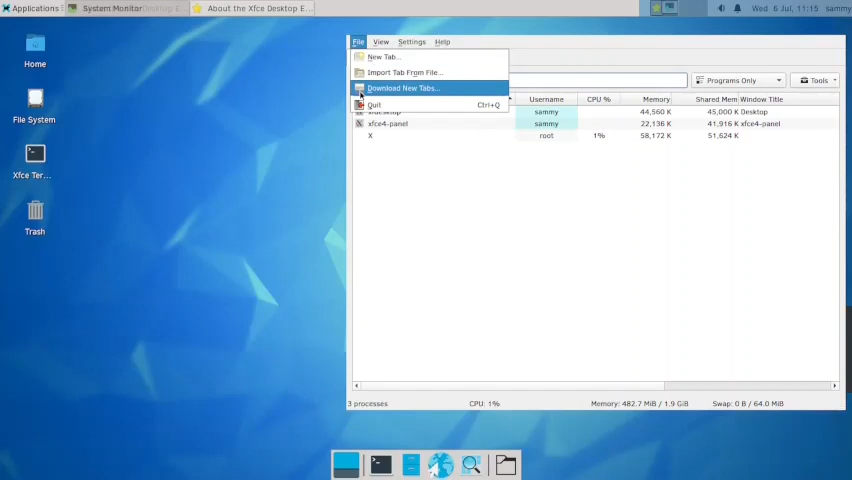 Applications System Monitor About the Xfce Desktop E... Wed 6 Jul, 11:15 sammy
File View Settings Help
New Tab...
Import Tab From File...
Download New Tabs...
Quit Ctrl+Q
Programs Only Tools
Username CPU % Memory Shared Mem Window Title
sammy 44,560 K 45,000 K Desktop
xfce4-panel sammy 22,136 K 41,916 K xfce4-panel
X root 1% 58,172 K 51,624 K
3 processes CPU: 1% Memory: 482.7 MiB / 1.9 GiB Swap: 0 B / 64.0 MiB
Home
File System
Xfce Ter...
Trash